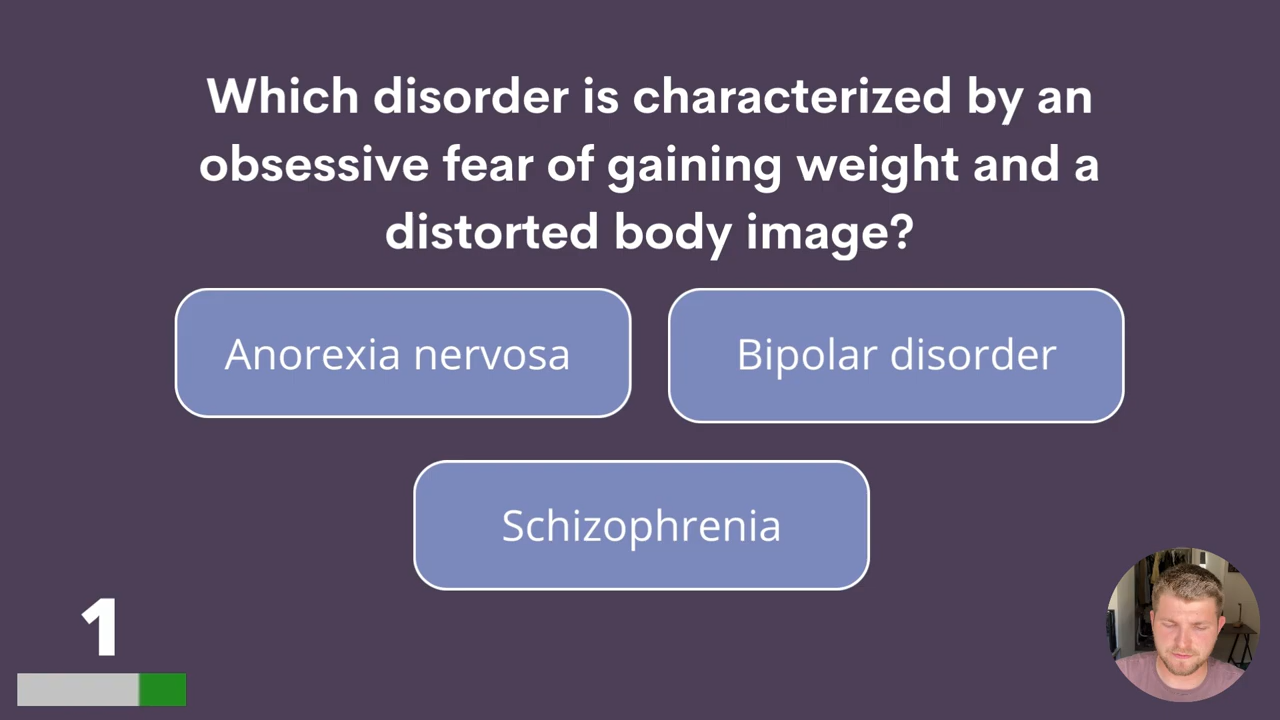 Which disorder is characterized by an
obsessive fear of gaining weight and a
distorted body image?
Anorexia nervosa
Bipolar disorder
Schizophrenia
1